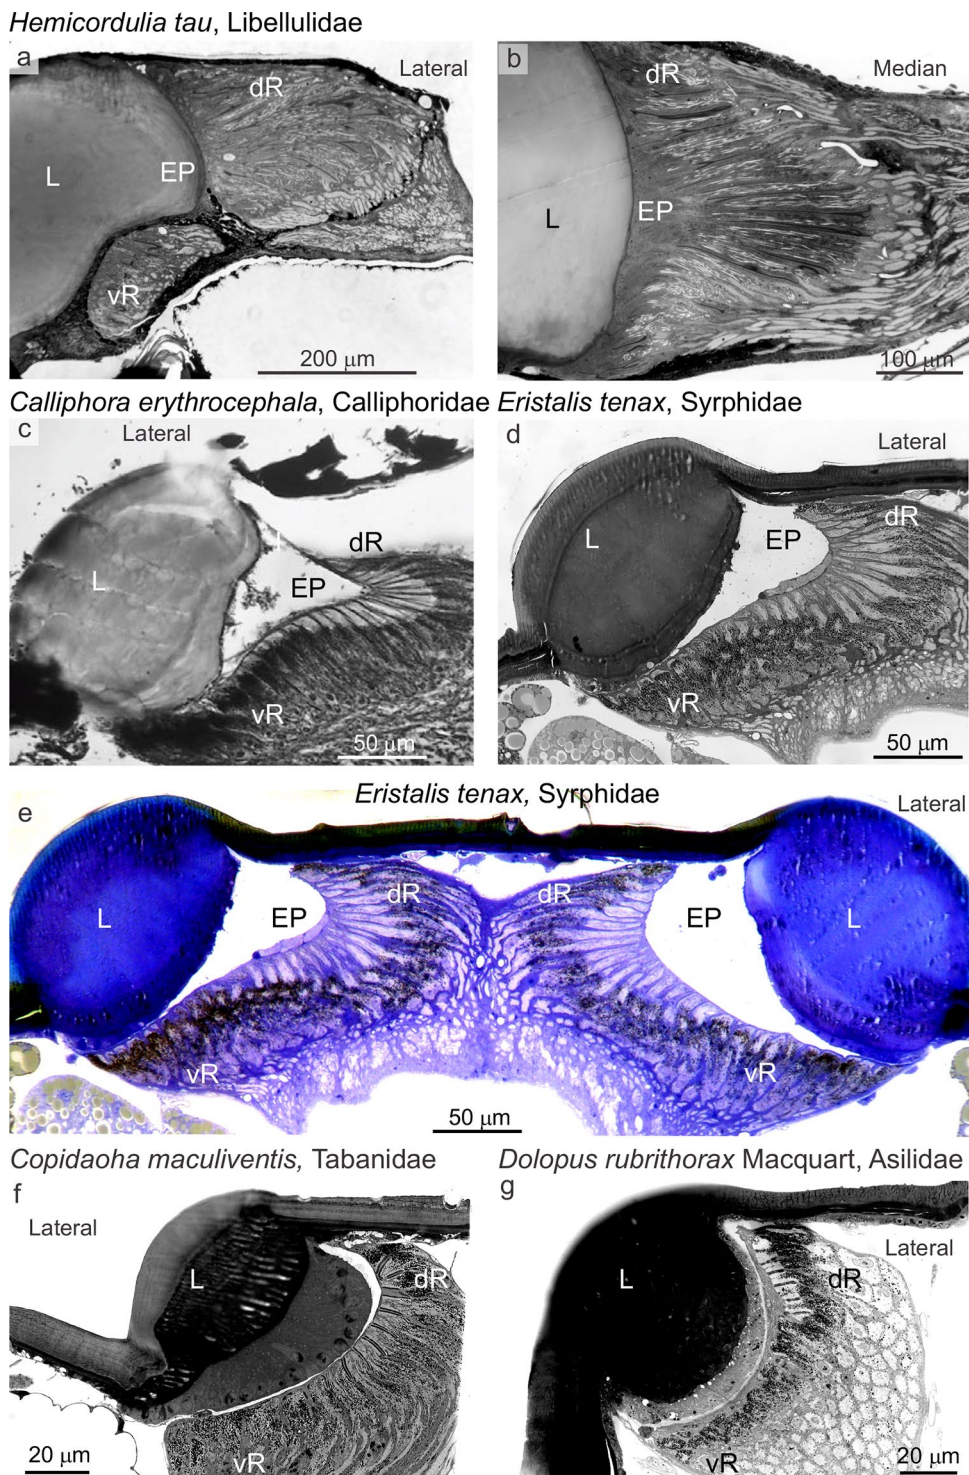 Hemicordulia tau, Libellulidae
a
dR
Lateral
L
EP
vR
200 μm
b
dR
Median
L
EP
100 μm
Calliphora erythrocephala, Calliphoridae
c
Lateral
L
dR
EP
vR
50 μm
Eristalis tenax, Syrphidae
d
Lateral
L
EP
dR
vR
50 μm
Eristalis tenax, Syrphidae
e
Lateral
L
EP
dR
dR
EP
L
vR
vR
50 μm
Copidaoha maculiventis, Tabanidae
f
Lateral
L
dR
vR
20 μm
Dolopus rubrithorax Macquart, Asilidae
g
Lateral
L
dR
vR
20 μm